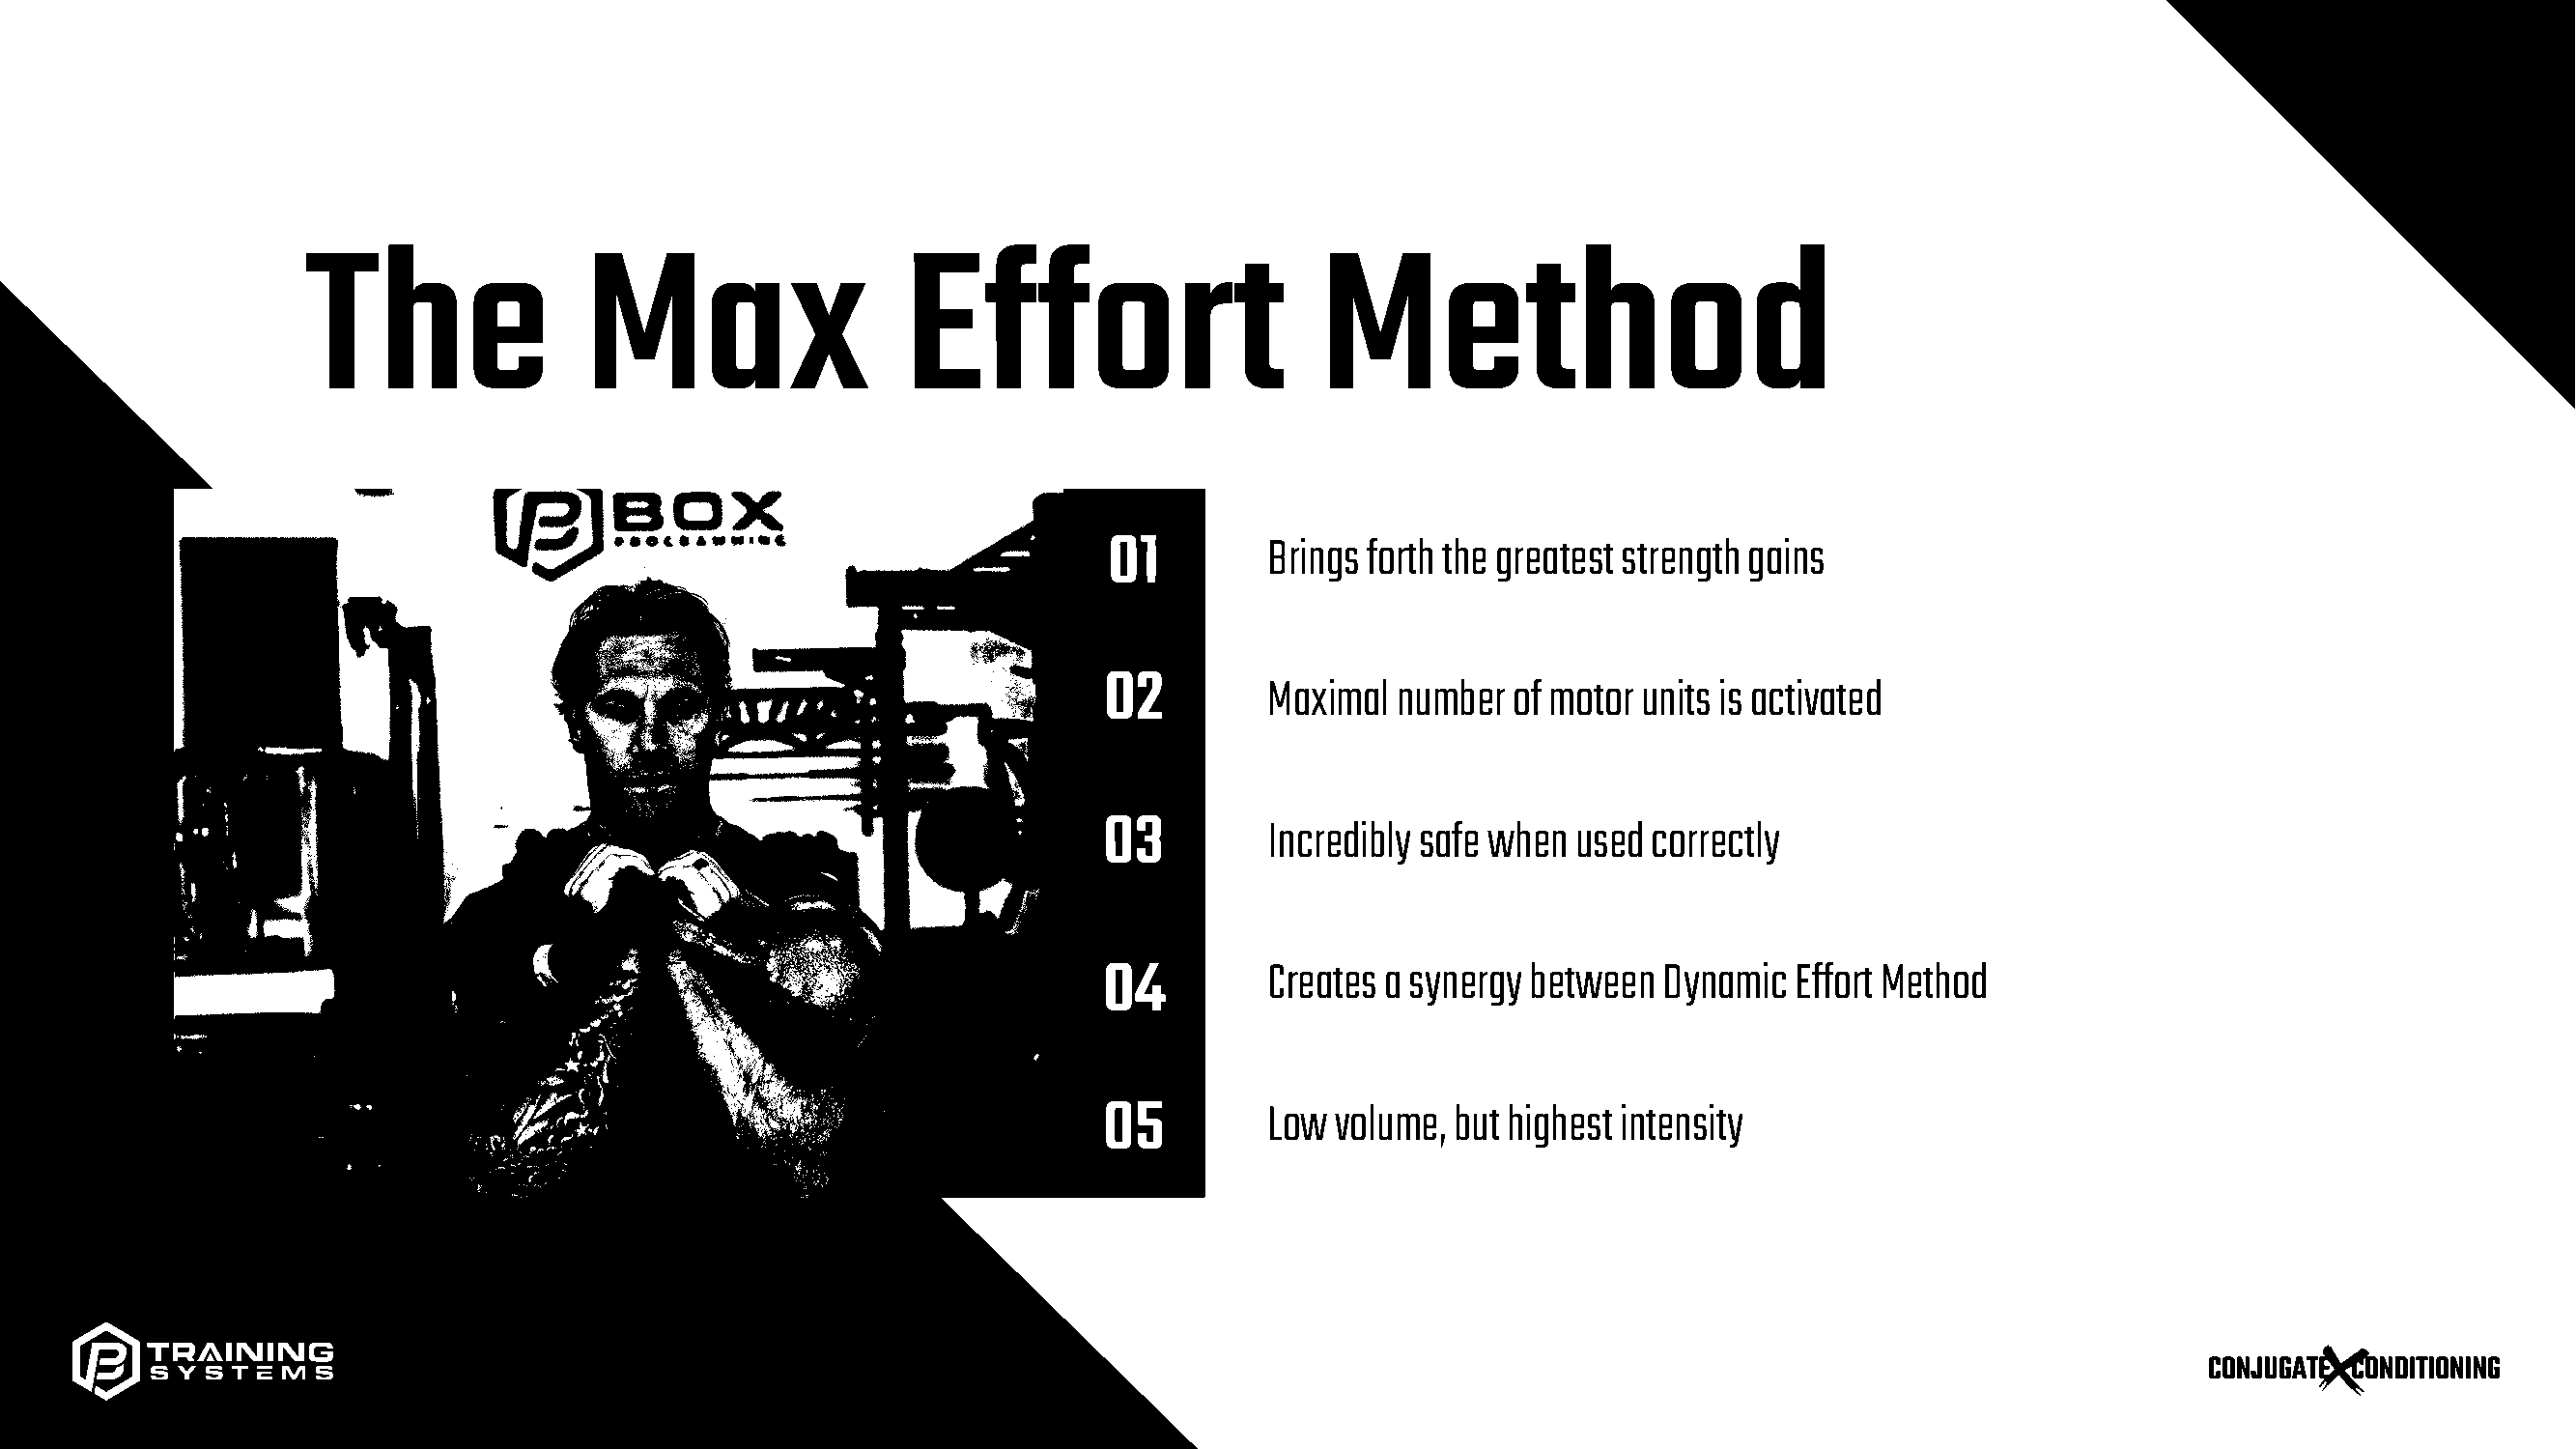 The Max Effort Method
BOX
PROGRAMMING
01 Brings forth the greatest strength gains
02 Maximal number of motor units is activated
03 Incredibly safe when used correctly
04 Creates a synergy between Dynamic Effort Method
05 Low volume, but highest intensity
TRAINING
SYSTEMS
CONJUGATE X CONDITIONING